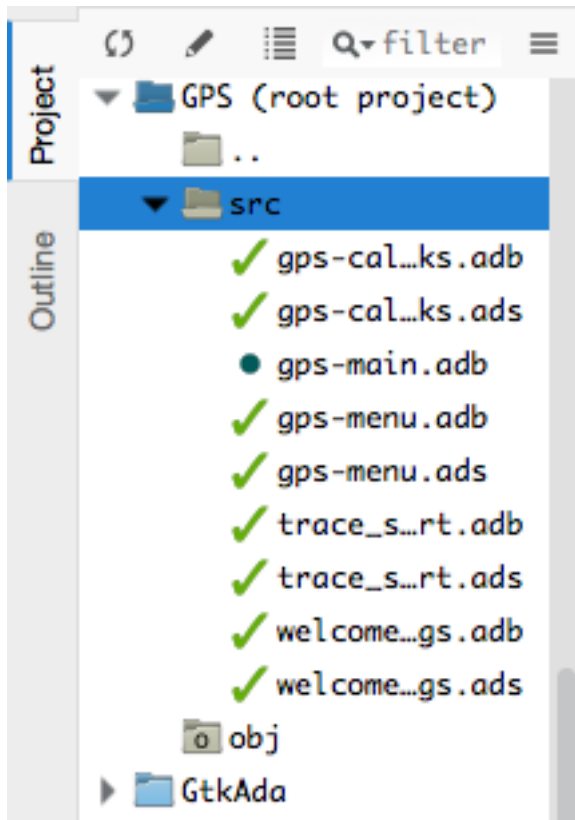 Project
Outline
filter
GPS (root project)
..
src
gps-cal…ks.adb
gps-cal…ks.ads
gps-main.adb
gps-menu.adb
gps-menu.ads
trace_s…rt.adb
trace_s…rt.ads
welcome…gs.adb
welcome…gs.ads
o obj
GtkAda